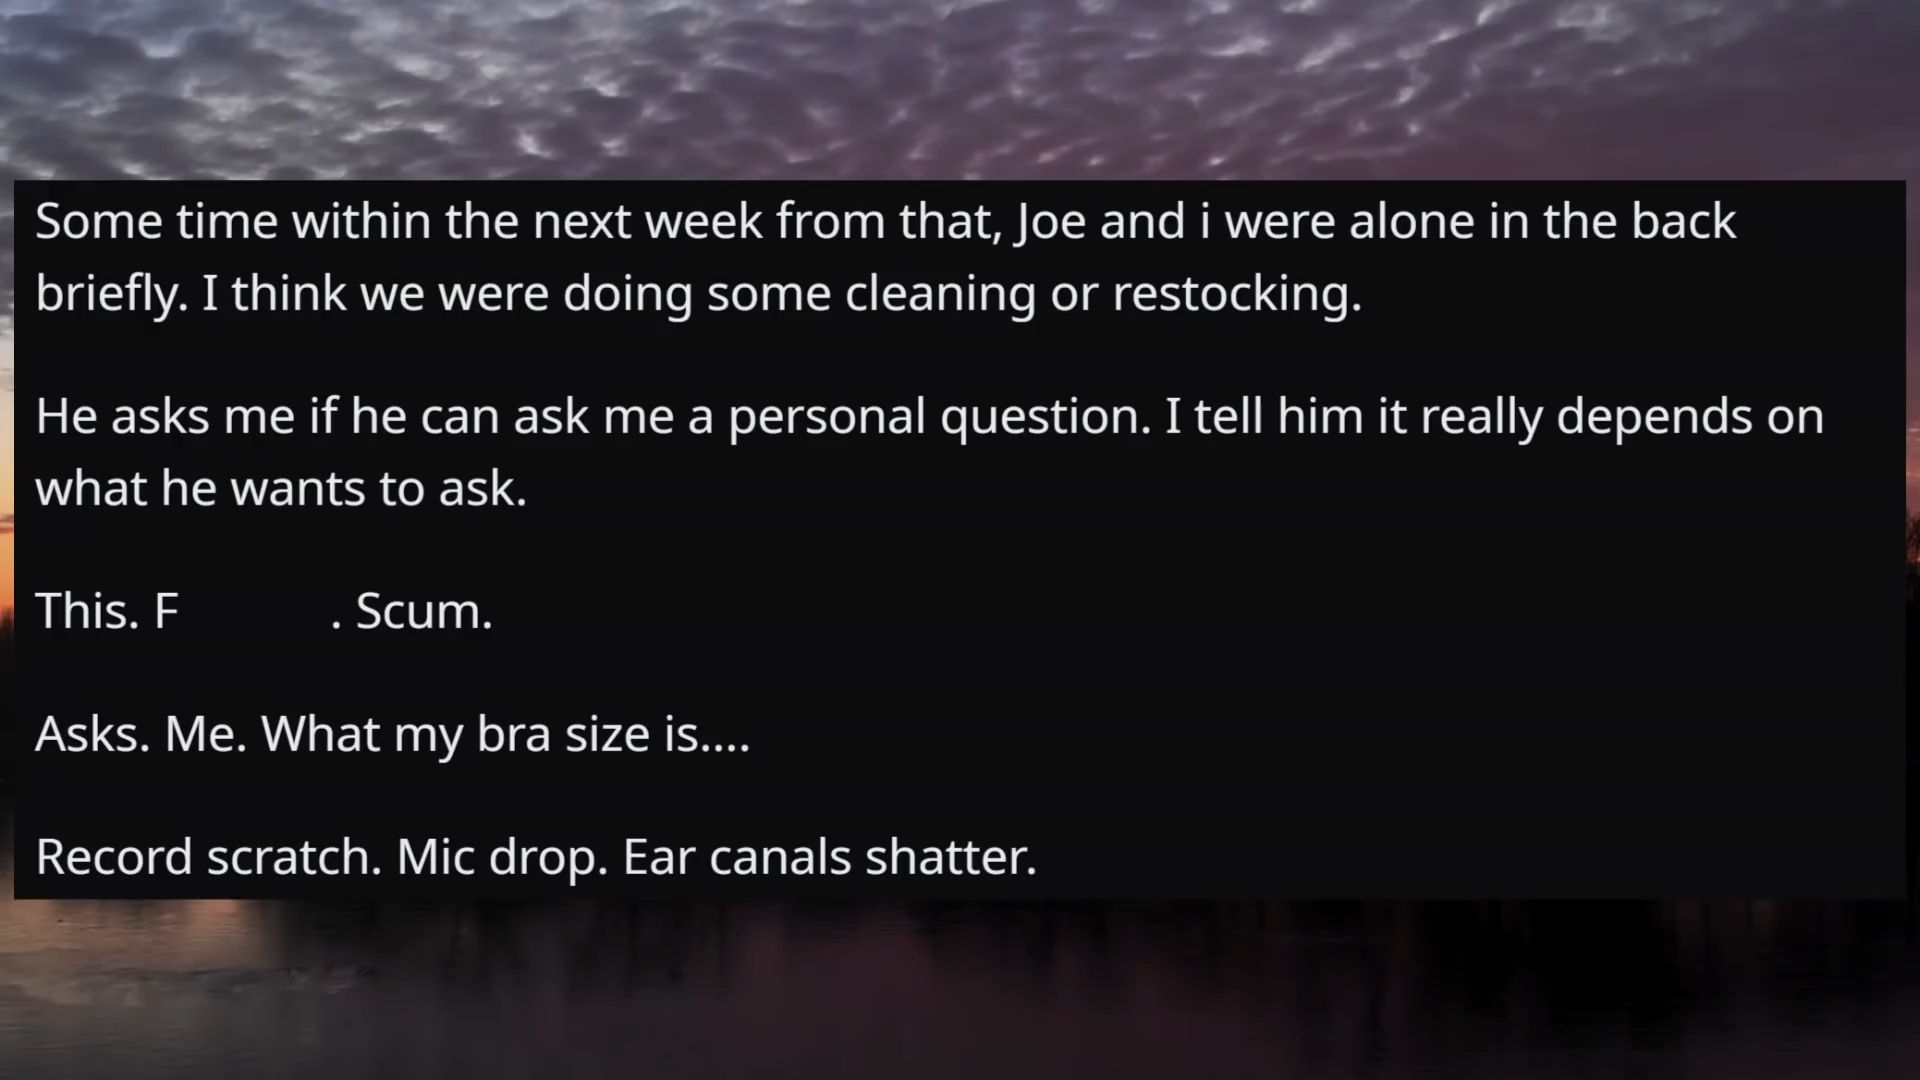 Some time within the next week from that, Joe and i were alone in the back
briefly. I think we were doing some cleaning or restocking.
He asks me if he can ask me a personal question. I tell him it really depends on
what he wants to ask.
This. F . Scum.
Asks. Me. What my bra size is....
Record scratch. Mic drop. Ear canals shatter.